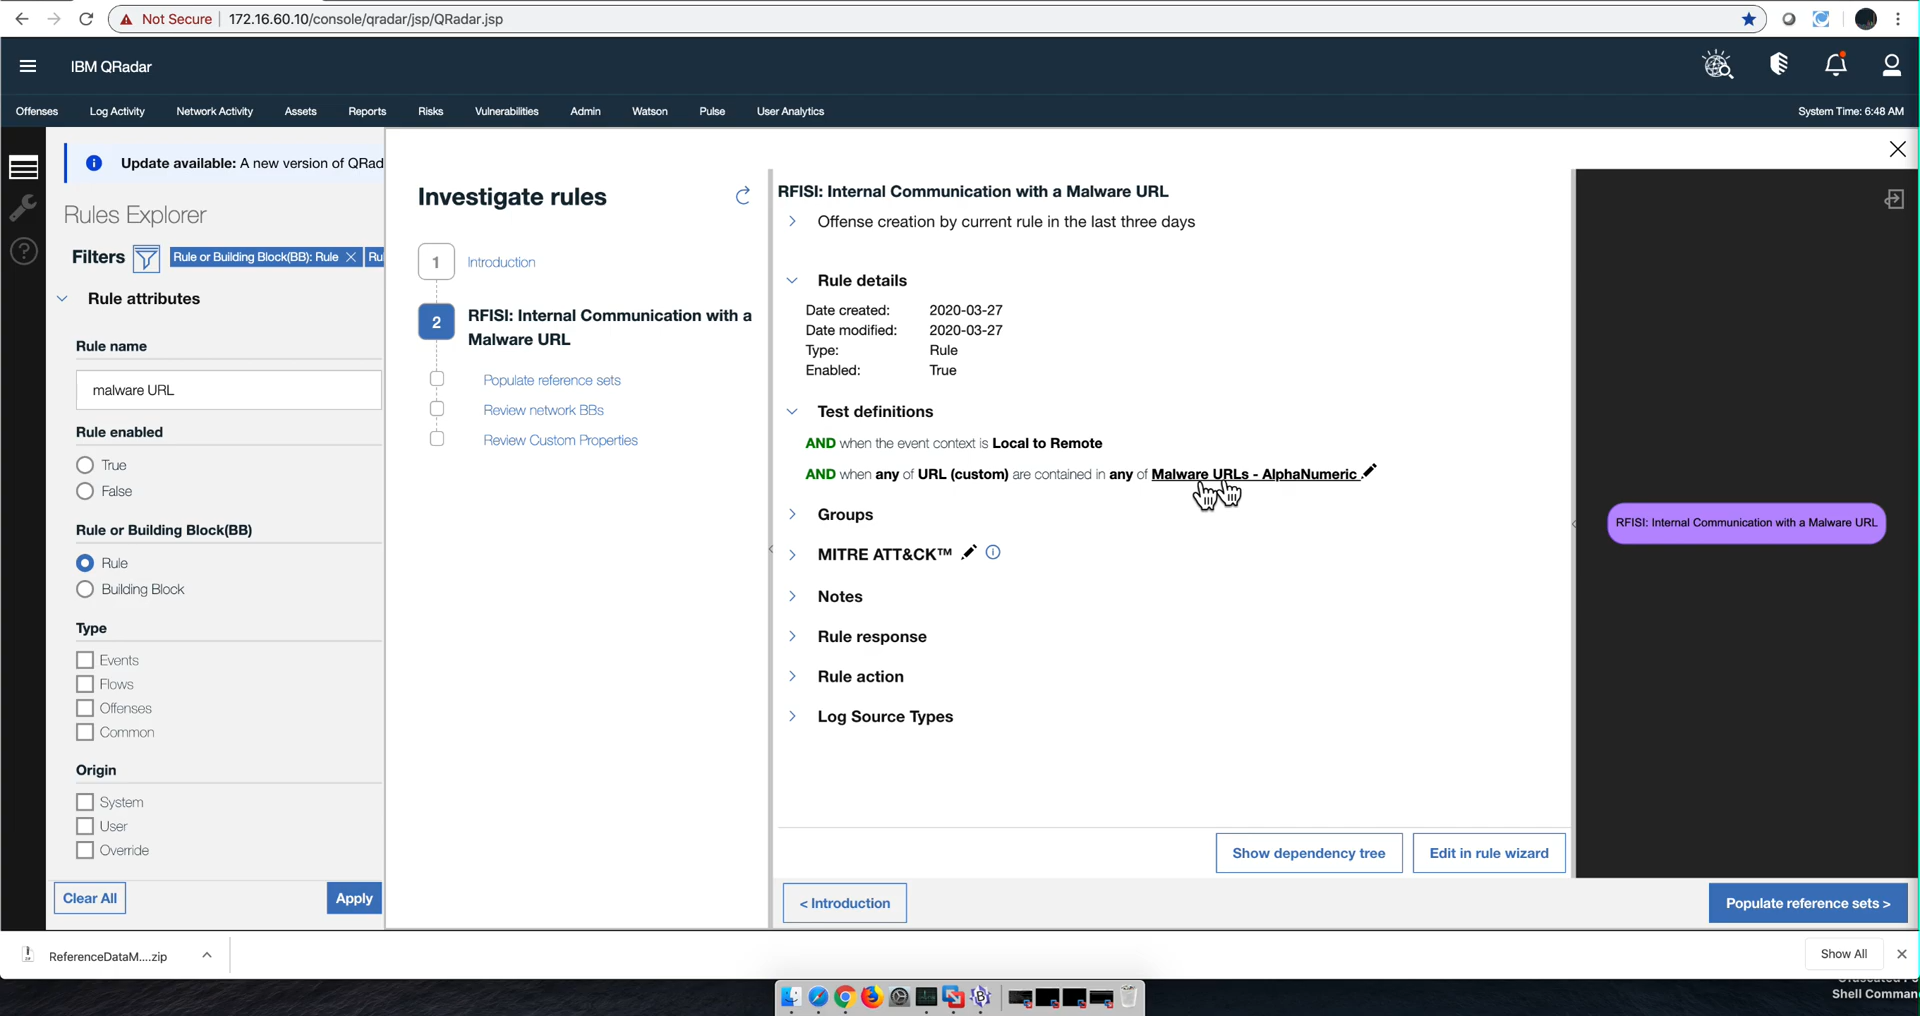 Not Secure
172.16.60.10/console/qradar/jsp/QRadar.jsp
IBM QRadar
Offenses Log Activity Network Activity Assets Reports Risks Vulnerabilities Admin Watson Pulse User Analytics System Time: 6:48 AM
Update available: A new version of QRad
Rules Explorer
Filters Rule or Building Block(BB): Rule Ru
Rule attributes
Rule name
malware URL
Rule enabled
True
False
Rule or Building Block(BB)
Rule
Building Block
Type
Events
Flows
Offenses
Common
Origin
System
User
Override
Clear All Apply
Investigate rules
1 Introduction
2 RFISI: Internal Communication with a
Malware URL
Populate reference sets
Review network BBs
Review Custom Properties
RFISI: Internal Communication with a Malware URL
Offense creation by current rule in the last three days
Rule details
Date created: 2020-03-27
Date modified: 2020-03-27
Type: Rule
Enabled: True
Test definitions
AND when the event context is Local to Remote
AND when any of URL (custom) are contained in any of Malware URLs - AlphaNumeric
Groups
MITRE ATT&CK™
Notes
Rule response
Rule action
Log Source Types
Show dependency tree Edit in rule wizard
< Introduction Populate reference sets >
RFISI: Internal Communication with a Malware URL
ReferenceDataM....zip
Show All
Shell Comman